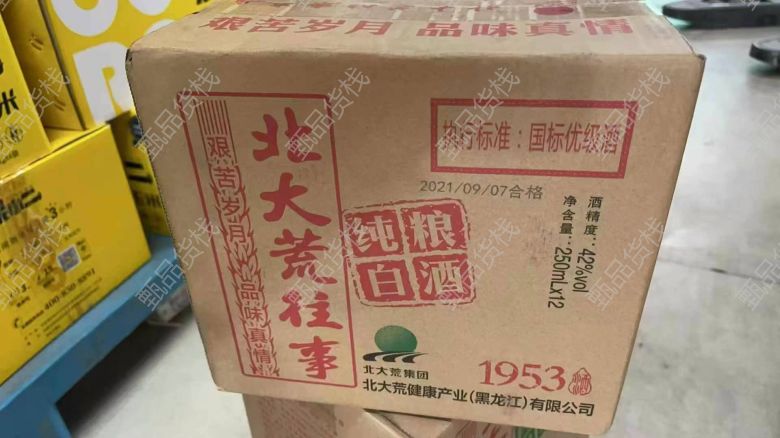 艰苦岁月 品味真情
北大荒往事
艰苦岁月
品味真情
执行标准：国标优级酒
2021/09/07合格
纯粮
白酒
酒精度：42%vol
净含量：250mLx12
北大荒集团
1953
酒
北大荒健康产业(黑龙江)有限公司
米
甄品货栈